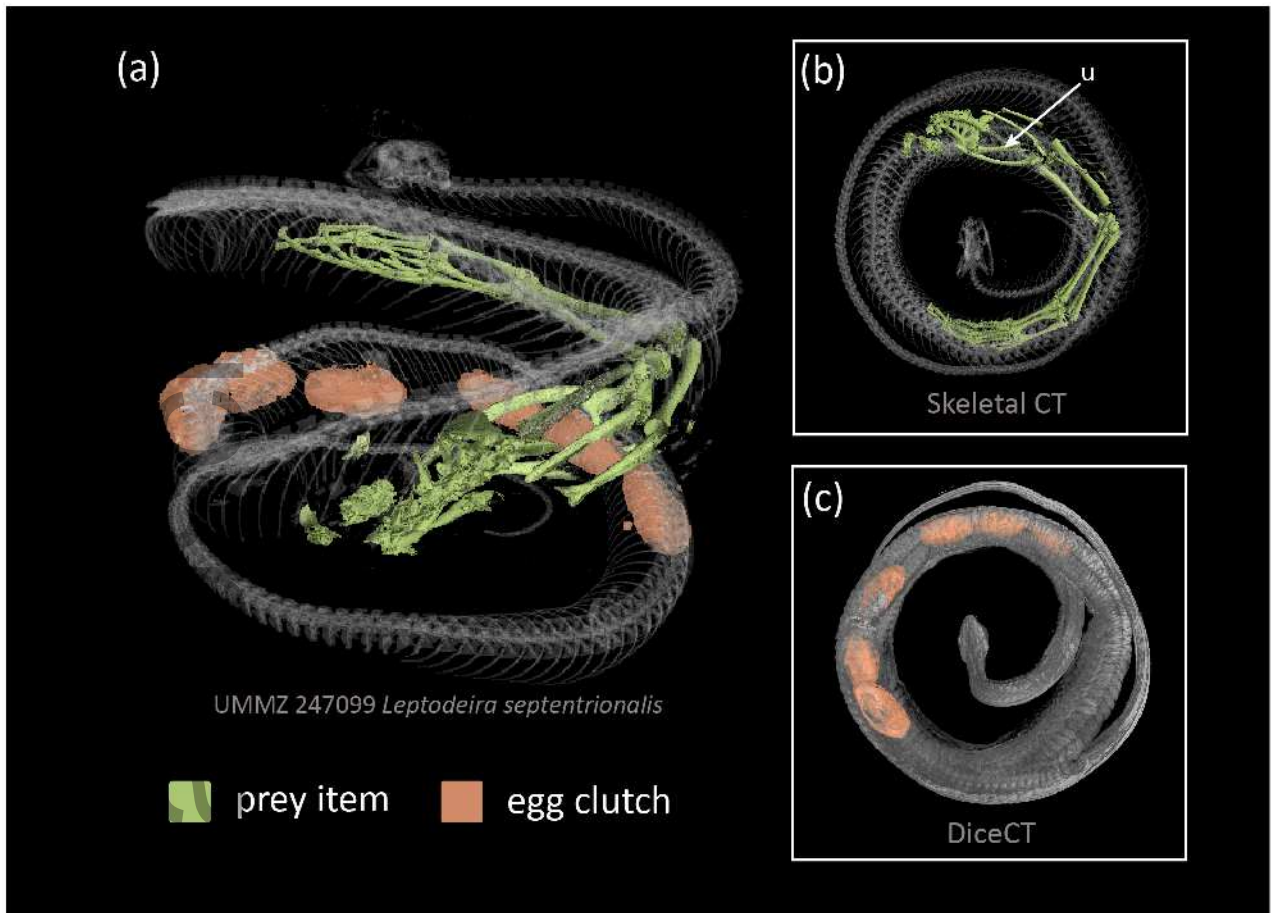 (a)
UMMZ 247099 Leptodeira septentrionalis
prey item
egg clutch
(b)
u
Skeletal CT
(c)
DiceCT